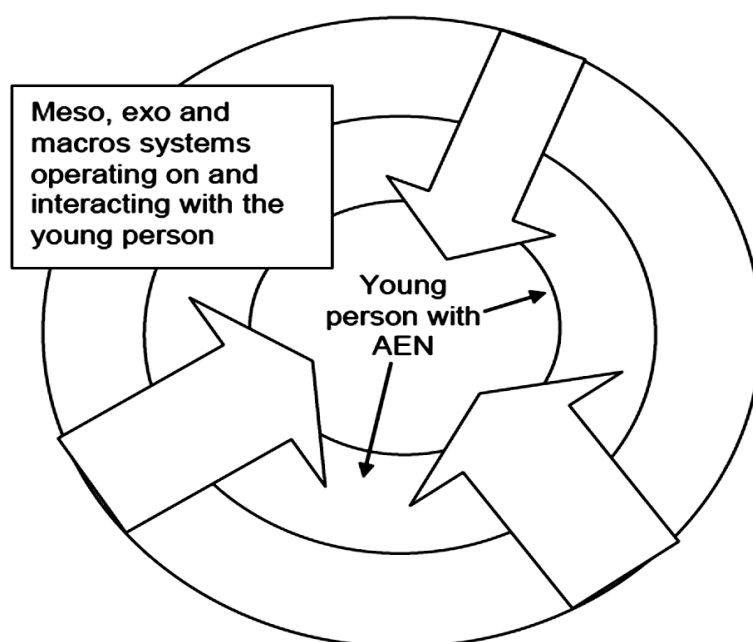 Meso, exo and
macros systems
operating on and
interacting with the
young person
Young
person with
AEN